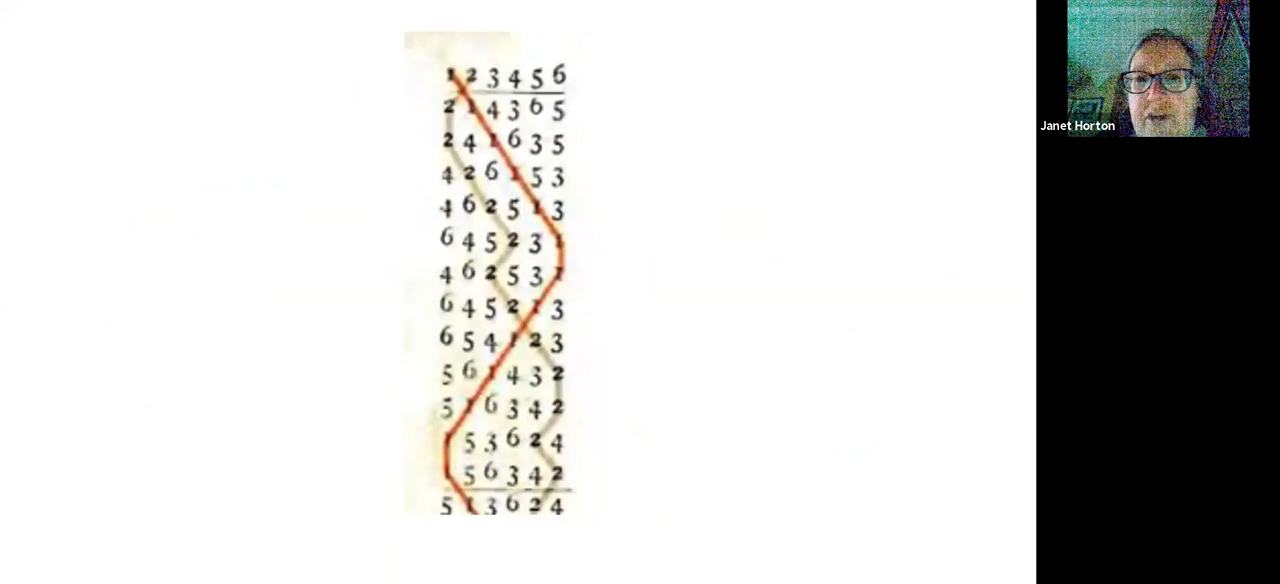 1 2 3 4 5 6
2 1 4 3 6 5
2 4 1 6 3 5
4 2 6 1 5 3
4 6 2 5 1 3
6 4 5 2 3 1
4 6 2 5 3 1
6 4 5 2 1 3
6 5 4 1 2 3
5 6 1 4 3 2
5 1 6 3 4 2
1 5 3 6 2 4
5 6 3 4 2
5 1 3 6 2 4
Janet Horton